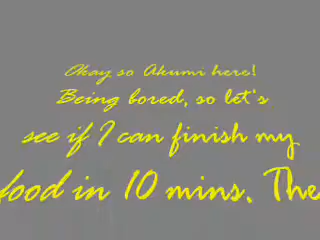 Okay so Akumi here!
Being bored, so let's
see if I can finish my
food in 10 mins. The